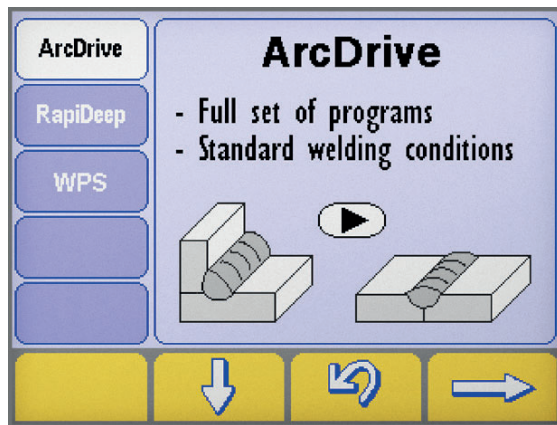 ArcDrive
RapiDeep
WPS
ArcDrive
- Full set of programs
- Standard welding conditions